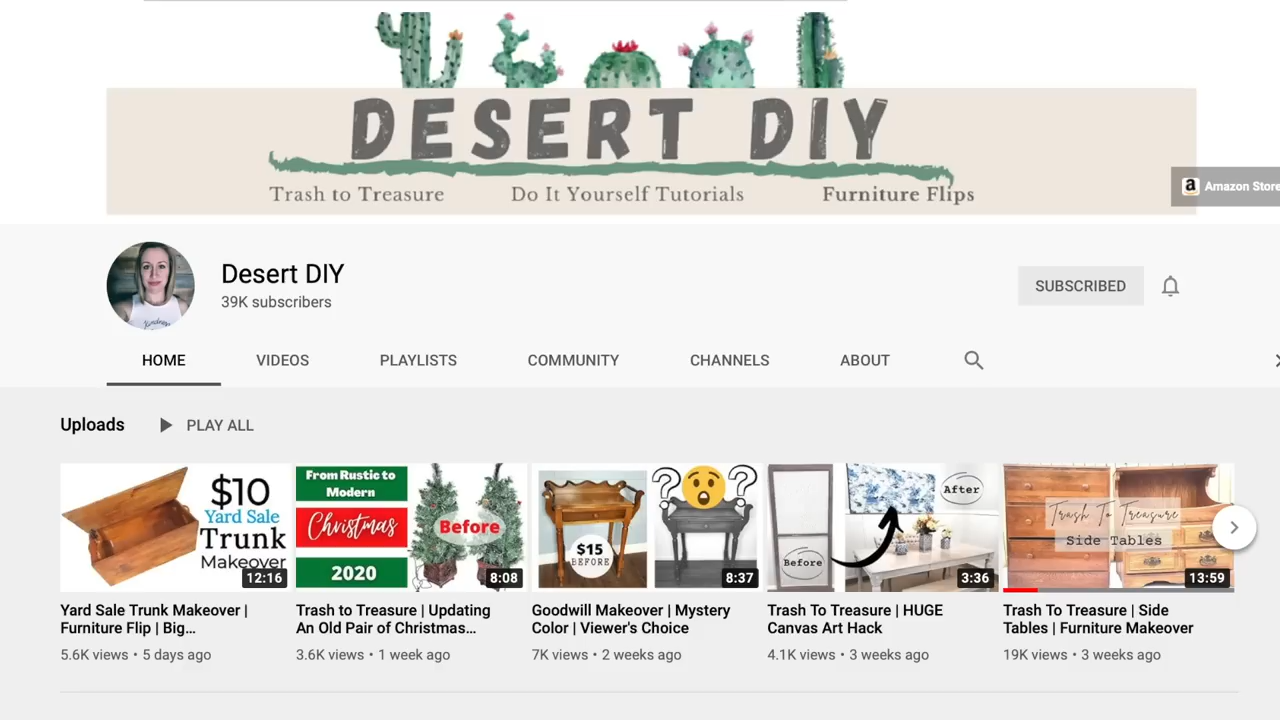 DESERT DIY
Trash to Treasure
Do It Yourself Tutorials
Furniture Flips
a Amazon Store
Desert DIY
39K subscribers
SUBSCRIBED
HOME
VIDEOS
PLAYLISTS
COMMUNITY
CHANNELS
ABOUT
Uploads
PLAY ALL
$10
Yard Sale
Trunk
Makeover
12:16
From Rustic to
Modern
Christmas
2020
Before
8:08
$15
BEFORE
? ?
8:37
Before
After
3:36
Trash To Treasure
Side Tables
13:59
Yard Sale Trunk Makeover |
Furniture Flip | Big...
5.6K views • 5 days ago
Trash to Treasure | Updating
An Old Pair of Christmas...
3.6K views • 1 week ago
Goodwill Makeover | Mystery
Color | Viewer's Choice
7K views • 2 weeks ago
Trash To Treasure | HUGE
Canvas Art Hack
4.1K views • 3 weeks ago
Trash To Treasure | Side
Tables | Furniture Makeover
19K views • 3 weeks ago